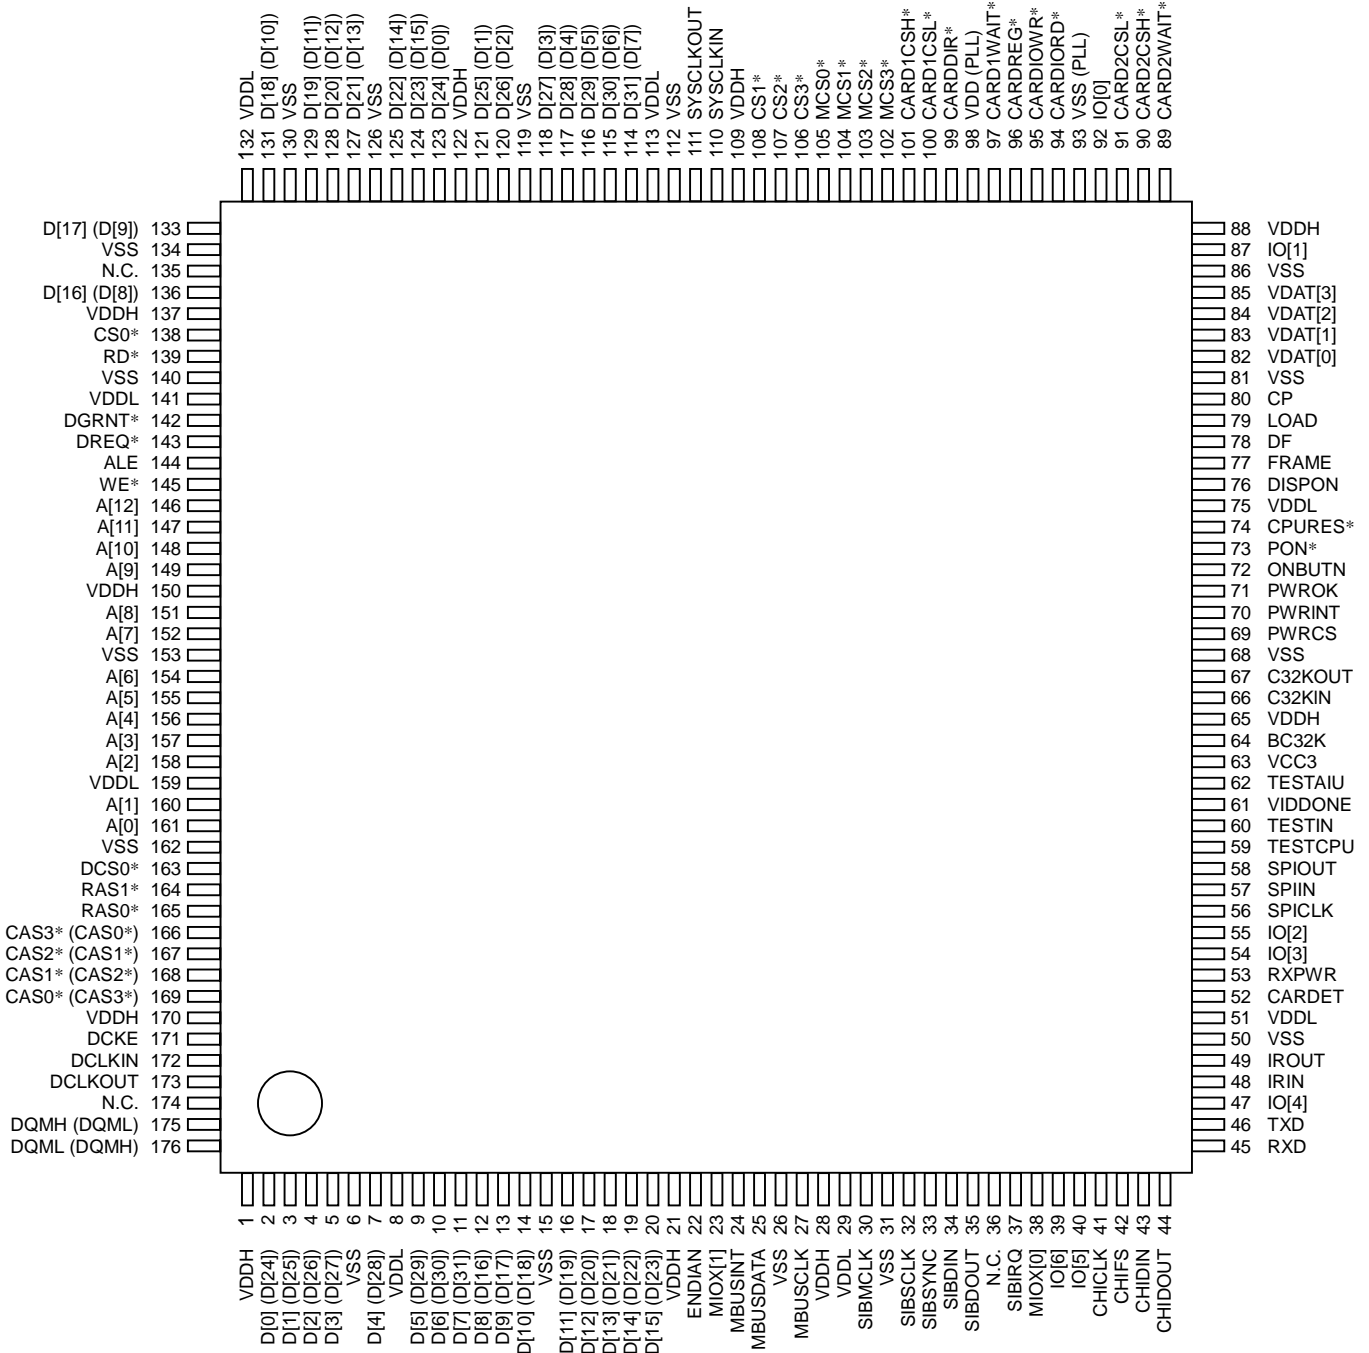 132 VDDL
131 D[18] (D[10])
130 VSS
129 D[19] (D[11])
128 D[20] (D[12])
127 D[21] (D[13])
126 VSS
125 D[22] (D[14])
124 D[23] (D[15])
123 D[24] (D[0])
122 VDDH
121 D[25] (D[1])
120 D[26] (D[2])
119 VSS
118 D[27] (D[3])
117 D[28] (D[4])
116 D[29] (D[5])
115 D[30] (D[6])
114 D[31] (D[7])
113 VDDL
112 VSS
111 SYSCLKOUT
110 SYSCLKIN
109 VDDH
108 CS1*
107 CS2*
106 CS3*
105 MCS0*
104 MCS1*
103 MCS2*
102 MCS3*
101 CARD1CSH*
100 CARD1CSL*
99 CARDDIR*
98 VDD (PLL)
97 CARD1WAIT*
96 CARDREG*
95 CARDIOWR*
94 CARDIORD*
93 VSS (PLL)
92 IO[0]
91 CARD2CSL*
90 CARD2CSH*
89 CARD2WAIT*
D[17] (D[9]) 133
VSS 134
N.C. 135
D[16] (D[8]) 136
VDDH 137
CS0* 138
RD* 139
VSS 140
VDDL 141
DGRNT* 142
DREQ* 143
ALE 144
WE* 145
A[12] 146
A[11] 147
A[10] 148
A[9] 149
VDDH 150
A[8] 151
A[7] 152
VSS 153
A[6] 154
A[5] 155
A[4] 156
A[3] 157
A[2] 158
VDDL 159
A[1] 160
A[0] 161
VSS 162
DCS0* 163
RAS1* 164
RAS0* 165
CAS3* (CAS0*) 166
CAS2* (CAS1*) 167
CAS1* (CAS2*) 168
CAS0* (CAS3*) 169
VDDH 170
DCKE 171
DCLKIN 172
DCLKOUT 173
N.C. 174
DQMH (DQML) 175
DQML (DQMH) 176
88 VDDH
87 IO[1]
86 VSS
85 VDAT[3]
84 VDAT[2]
83 VDAT[1]
82 VDAT[0]
81 VSS
80 CP
79 LOAD
78 DF
77 FRAME
76 DISPON
75 VDDL
74 CPURES*
73 PON*
72 ONBUTN
71 PWROK
70 PWRINT
69 PWRCS
68 VSS
67 C32KOUT
66 C32KIN
65 VDDH
64 BC32K
63 VCC3
62 TESTAIU
61 VIDDONE
60 TESTIN
59 TESTCPU
58 SPIOUT
57 SPIIN
56 SPICLK
55 IO[2]
54 IO[3]
53 RXPWR
52 CARDET
51 VDDL
50 VSS
49 IROUT
48 IRIN
47 IO[4]
46 TXD
45 RXD
VDDH 1
D[0] (D[24]) 2
D[1] (D[25]) 3
D[2] (D[26]) 4
D[3] (D[27]) 5
VSS 6
D[4] (D[28]) 7
VDDL 8
D[5] (D[29]) 9
D[6] (D[30]) 10
D[7] (D[31]) 11
D[8] (D[16]) 12
D[9] (D[17]) 13
D[10] (D[18]) 14
VSS 15
D[11] (D[19]) 16
D[12] (D[20]) 17
D[13] (D[21]) 18
D[14] (D[22]) 19
D[15] (D[23]) 20
VDDH 21
ENDIAN 22
MIOX[1] 23
MBUSINT 24
MBUSDATA 25
VSS 26
MBUSCLK 27
VDDH 28
VDDL 29
SIBMCLK 30
VSS 31
SIBSCLK 32
SIBSYNC 33
SIBDIN 34
SIBDOUT 35
N.C. 36
SIBIRQ 37
MIOX[0] 38
IO[6] 39
IO[5] 40
CHICLK 41
CHIFS 42
CHIDIN 43
CHIDOUT 44